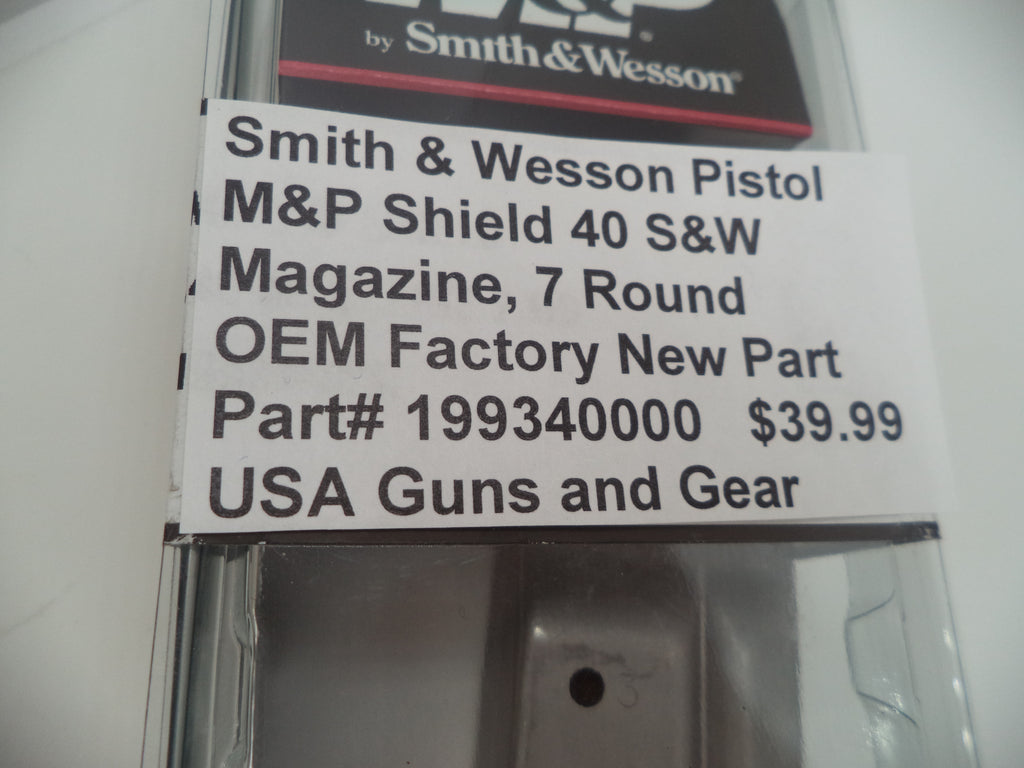 M&P
by Smith&Wesson®
Smith & Wesson Pistol
M&P Shield 40 S&W
Magazine, 7 Round
OEM Factory New Part
Part# 199340000 $39.99
USA Guns and Gear